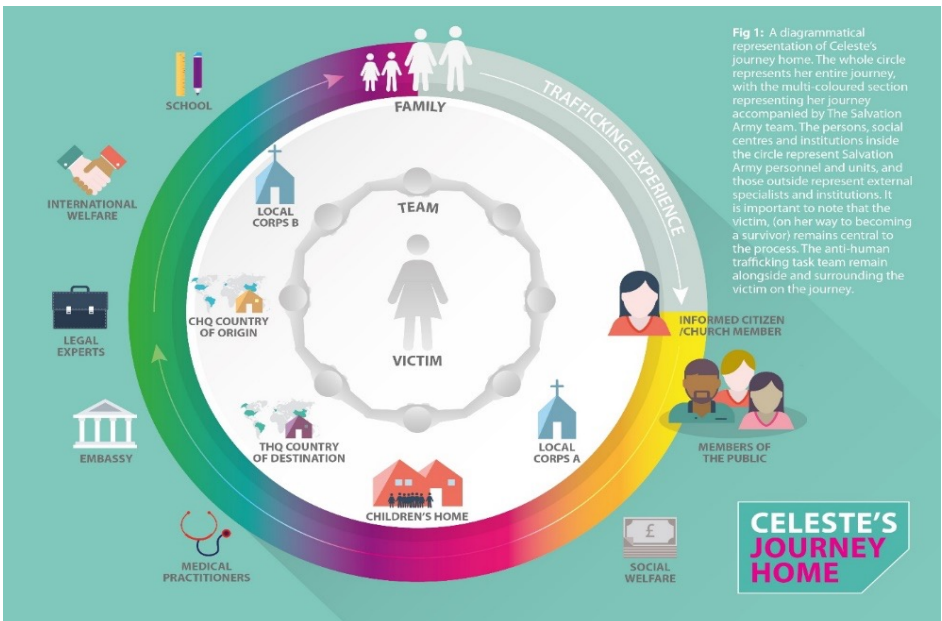 Fig 1: A diagrammatical
representation of Celeste's
journey home. The whole circle
represents her entire journey,
with the multi-coloured section
representing her journey
accompanied by The Salvation
Army team. The persons, social
centres and institutions inside
the circle represent Salvation
Army personnel and units, and
those outside represent external
specialists and institutions. It
is important to note that the
victim, (on her way to becoming
a survivor) remains central to
the process. The anti-human
trafficking task team remain
alongside and surrounding the
victim on the journey.
FAMILY
TRAFFICKING EXPERIENCE
SCHOOL
INTERNATIONAL
WELFARE
LOCAL
CORPS B
TEAM
LEGAL
EXPERTS
CHQ COUNTRY
OF ORIGIN
VICTIM
INFORMED CITIZEN
/CHURCH MEMBER
EMBASSY
THQ COUNTRY
OF DESTINATION
LOCAL
CORPS A
MEMBERS OF
THE PUBLIC
CHILDREN'S HOME
MEDICAL
PRACTITIONERS
£
SOCIAL
WELFARE
CELESTE'S
JOURNEY
HOME